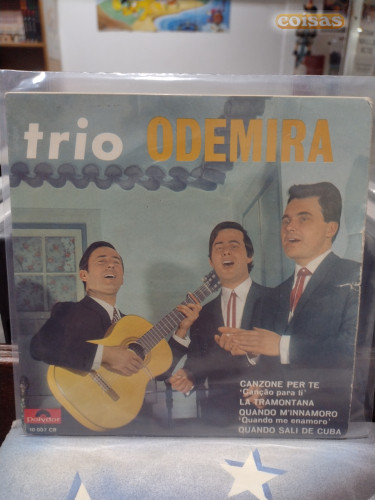 coisas
trio ODEMIRA
CANZONE PER TE
'Canção para ti'
LA TRAMONTANA
QUANDO M'INNAMORO
'Quando me enamoro'
QUANDO SALI DE CUBA
Polydor